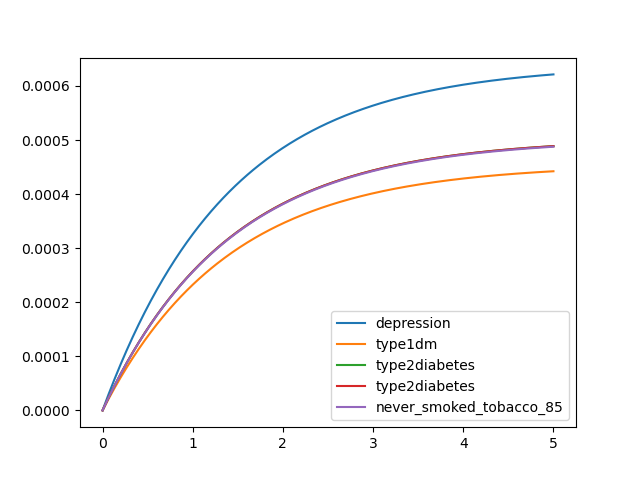 0.0006
0.0005
0.0004
0.0003
0.0002
0.0001
0.0000
0 1 2 3 4 5
depression
type1dm
type2diabetes
type2diabetes
never_smoked_tobacco_85